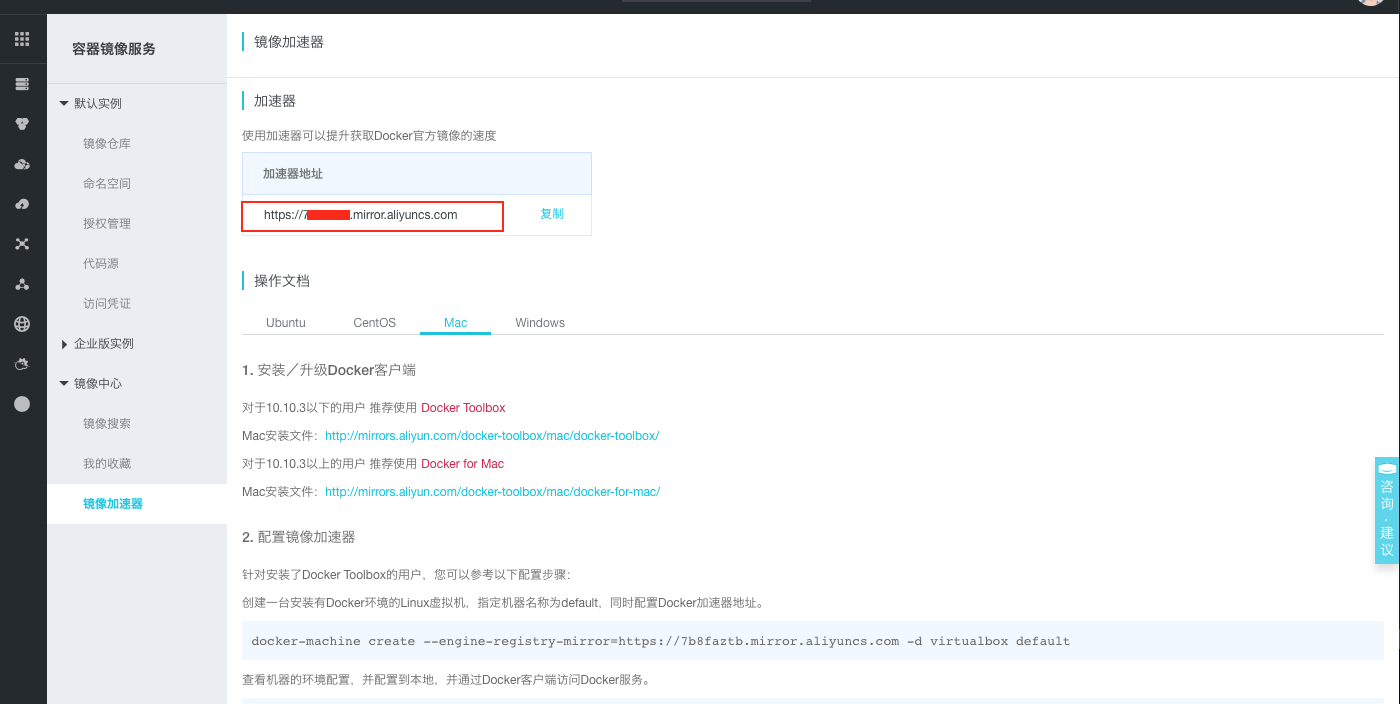 容器镜像服务
默认实例
镜像仓库
命名空间
授权管理
代码源
访问凭证
企业版实例
镜像中心
镜像搜索
我的收藏
镜像加速器
镜像加速器
加速器
使用加速器可以提升获取Docker官方镜像的速度
加速器地址
https://7 .mirror.aliyuncs.com 复制
操作文档
Ubuntu CentOS Mac Windows
1. 安装／升级Docker客户端
对于10.10.3以下的用户 推荐使用 Docker Toolbox
Mac安装文件：http://mirrors.aliyun.com/docker-toolbox/mac/docker-toolbox/
对于10.10.3以上的用户 推荐使用 Docker for Mac
Mac安装文件：http://mirrors.aliyun.com/docker-toolbox/mac/docker-for-mac/
2. 配置镜像加速器
针对安装了Docker Toolbox的用户，您可以参考以下配置步骤：
创建一台安装有Docker环境的Linux虚拟机，指定机器名称为default，同时配置Docker加速器地址。
docker-machine create --engine-registry-mirror=https://7b8faztb.mirror.aliyuncs.com -d virtualbox default
查看机器的环境配置，并配置到本地，并通过Docker客户端访问Docker服务。
咨询·建议